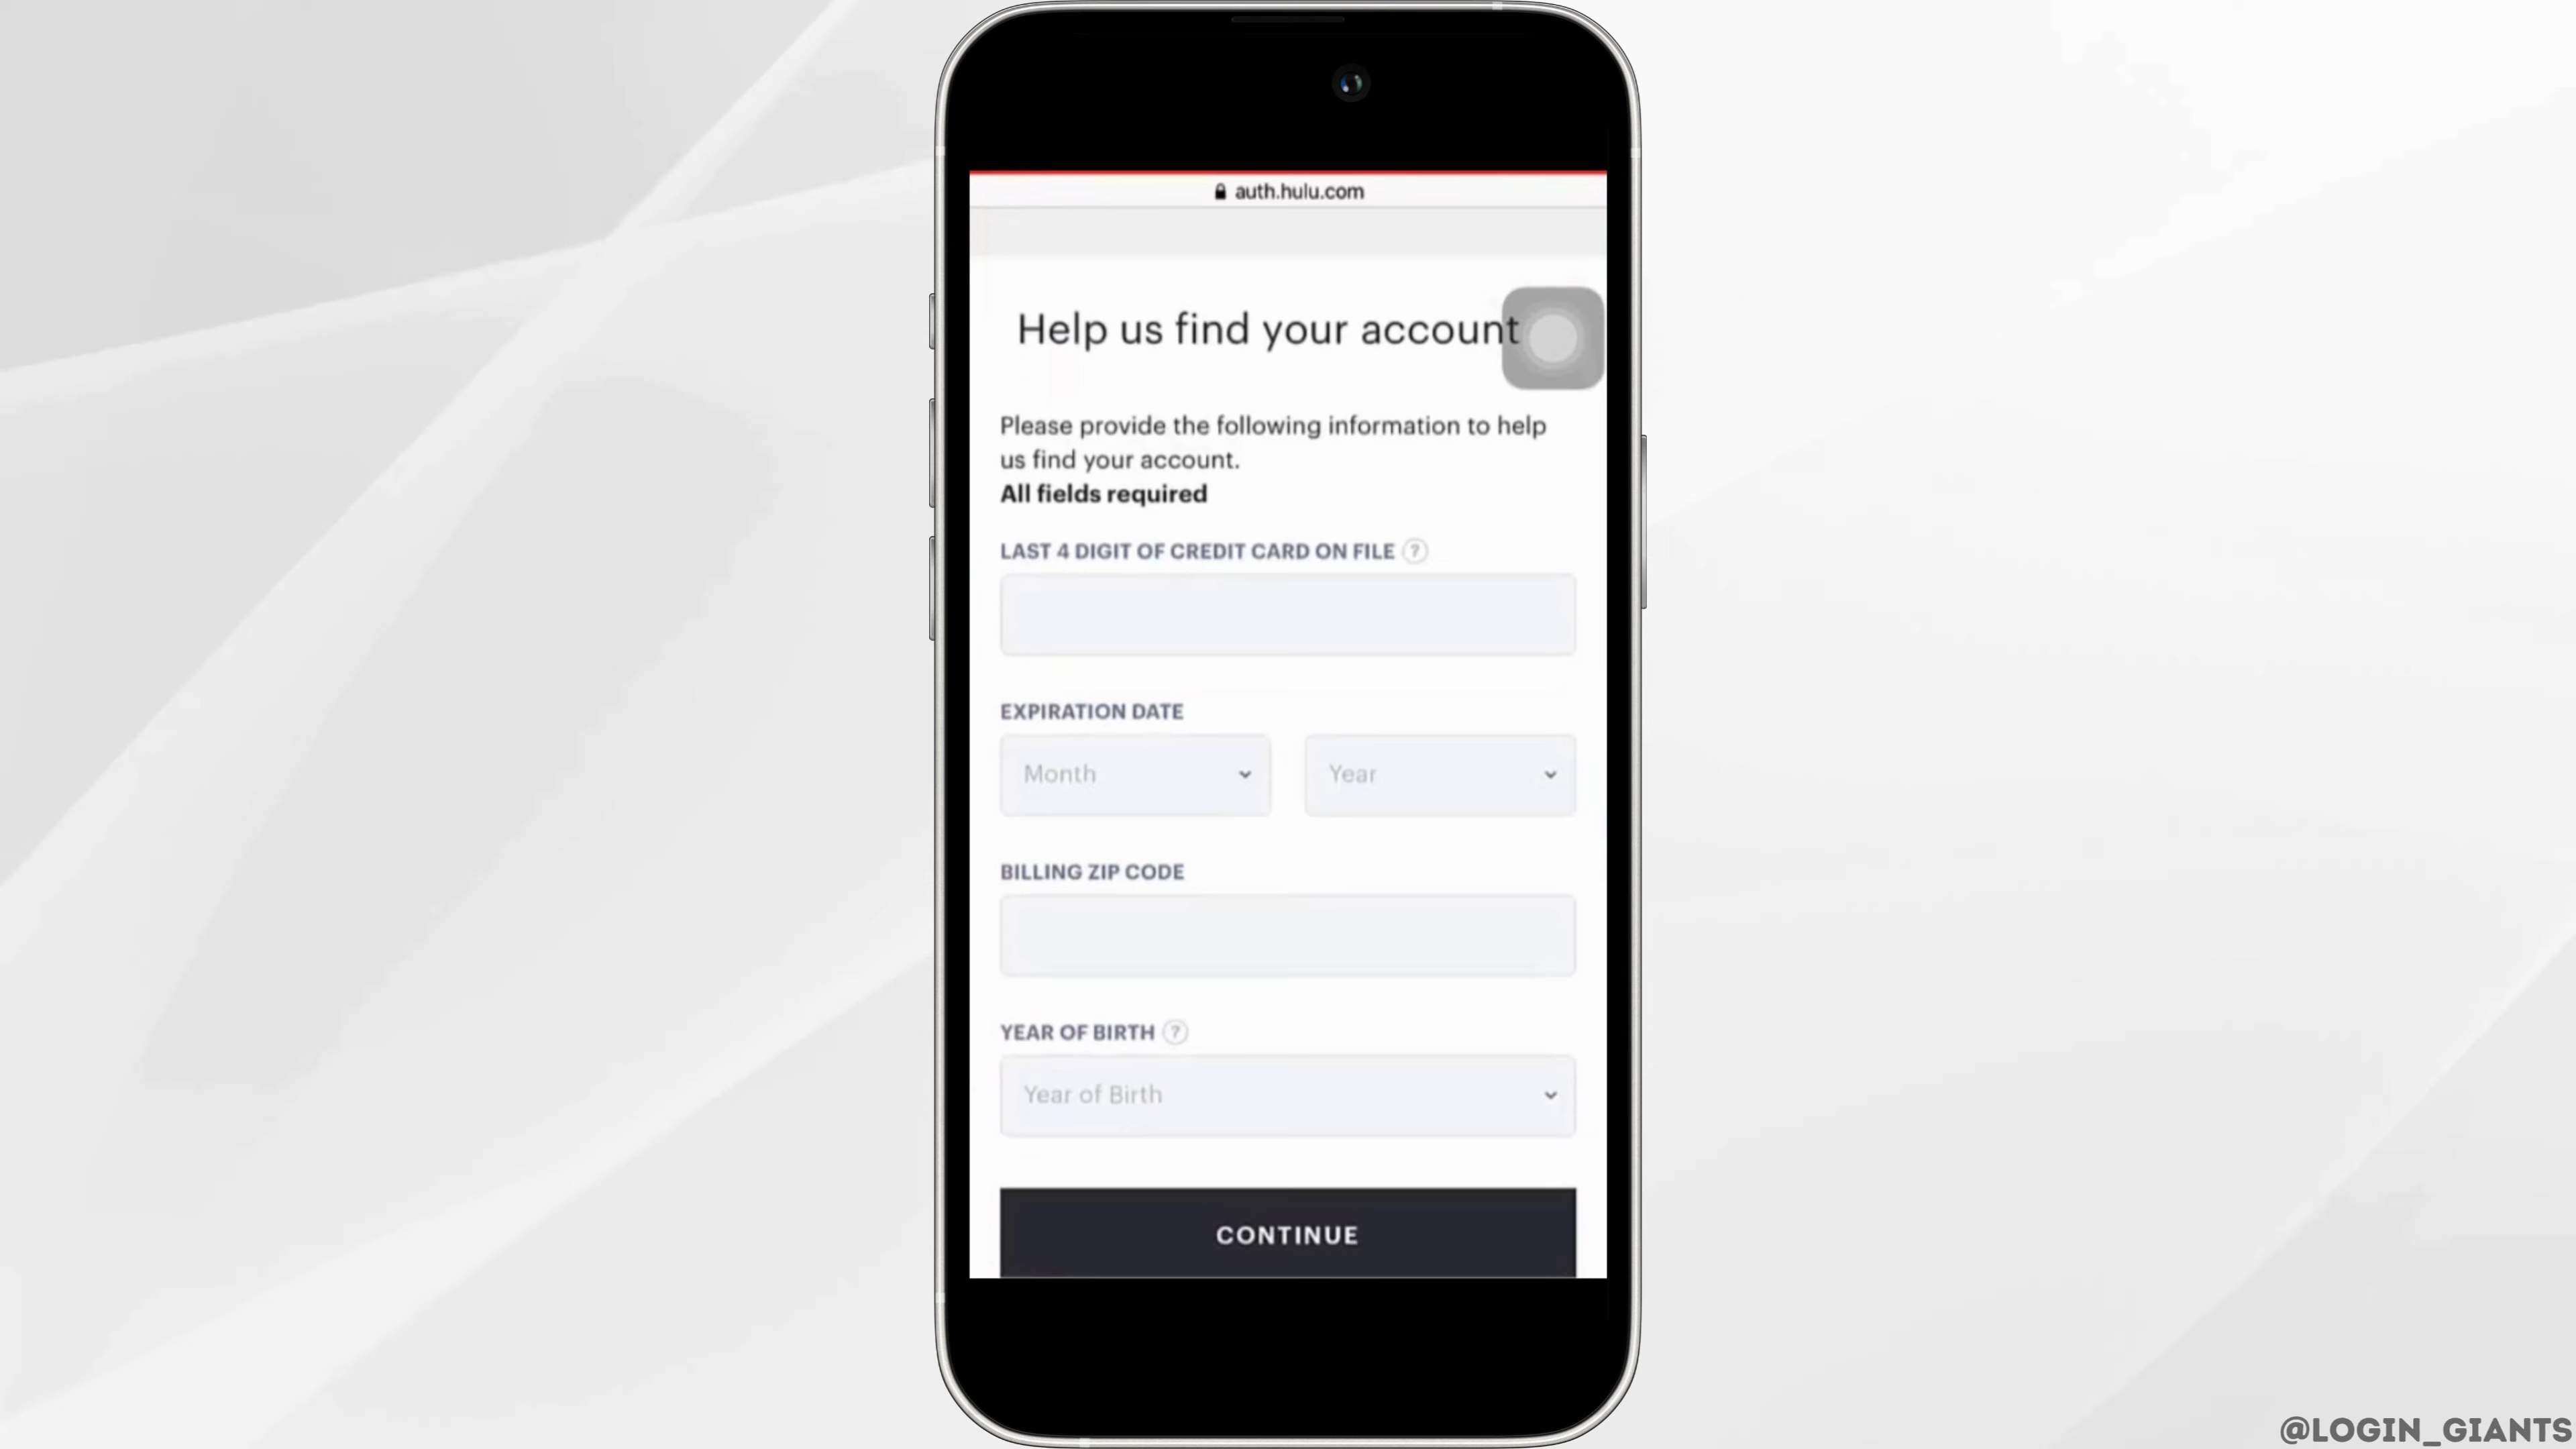 auth.hulu.com
Help us find your account
Please provide the following information to help
us find your account.
All fields required
LAST 4 DIGIT OF CREDIT CARD ON FILE ?
EXPIRATION DATE
Month Year
BILLING ZIP CODE
YEAR OF BIRTH ?
Year of Birth
CONTINUE
@LOGIN_GIANTS